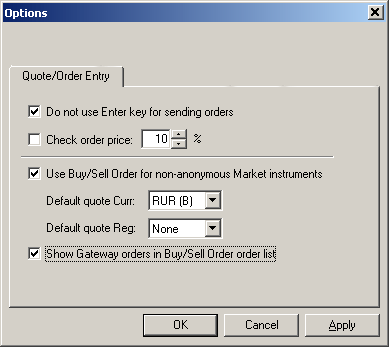 Options
Quote/Order Entry
Do not use Enter key for sending orders
Check order price: 10 %
Use Buy/Sell Order for non-anonymous Market instruments
Default quote Curr: RUR (B)
Default quote Reg: None
Show Gateway orders in Buy/Sell Order order list
OK Cancel Apply